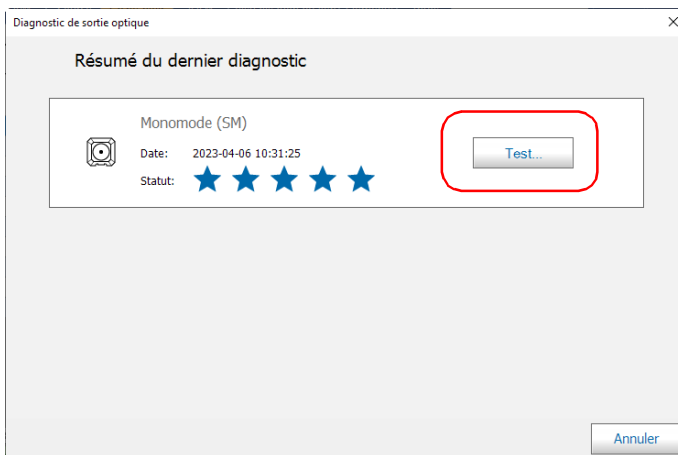 Diagnostic de sortie optique
Résumé du dernier diagnostic
Monomode (SM)
Date: 2023-04-06 10:31:25
Test...
Statut:
Annuler